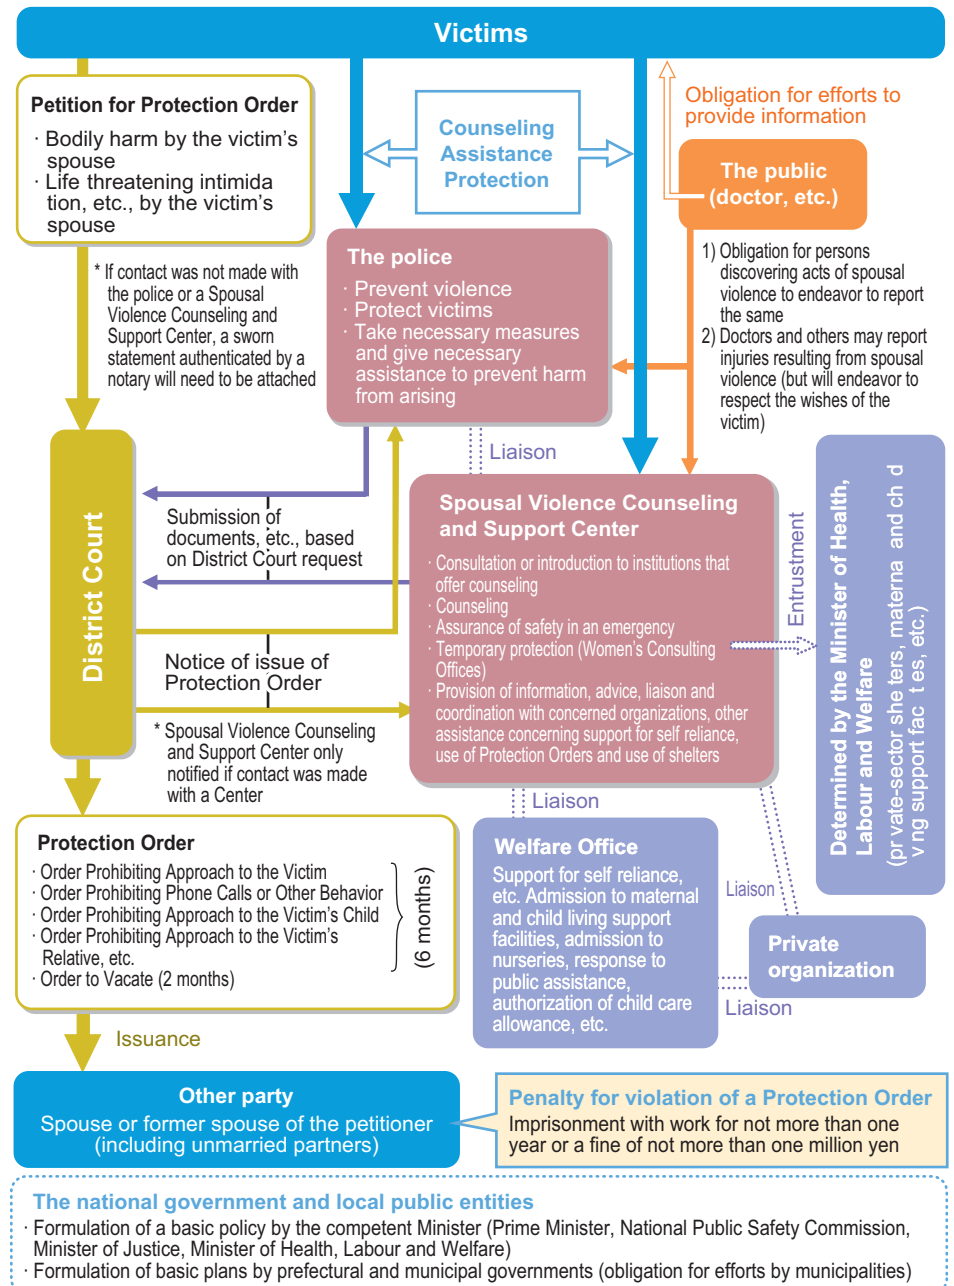 Victims
Petition for Protection Order
· Bodily harm by the victim's
spouse
· Life threatening intimida
tion, etc., by the victim's
spouse
Counseling
Assistance
Protection
Obligation for efforts to
provide information
The public
(doctor, etc.)
* If contact was not made with
the police or a Spousal
Violence Counseling and
Support Center, a sworn
statement authenticated by a
notary will need to be attached
The police
· Prevent violence
· Protect victims
· Take necessary measures
and give necessary
assistance to prevent harm
from arising
1) Obligation for persons
discovering acts of spousal
violence to endeavor to report
the same
2) Doctors and others may report
injuries resulting from spousal
violence (but will endeavor to
respect the wishes of the
victim)
Liaison
District Court
Submission of
documents, etc., based
on District Court request
Notice of issue of
Protection Order
* Spousal Violence Counseling
and Support Center only
notified if contact was made
with a Center
Spousal Violence Counseling
and Support Center
· Consultation or introduction to institutions that
offer counseling
· Counseling
· Assurance of safety in an emergency
· Temporary protection (Women's Consulting
Offices)
· Provision of information, advice, liaison and
coordination with concerned organizations, other
assistance concerning support for self reliance,
use of Protection Orders and use of shelters
Entrustment
Determined by the Minister of Health,
Labour and Welfare
(pr vate-sector she ters, materna and ch d
v ng support fac t es, etc.)
Liaison
Protection Order
· Order Prohibiting Approach to the Victim
· Order Prohibiting Phone Calls or Other Behavior
· Order Prohibiting Approach to the Victim's Child
· Order Prohibiting Approach to the Victim's
Relative, etc.
· Order to Vacate (2 months)
(6 months)
Welfare Office
Support for self reliance,
etc. Admission to maternal
and child living support
facilities, admission to
nurseries, response to
public assistance,
authorization of child care
allowance, etc.
Liaison
Private
organization
Liaison
Issuance
Other party
Spouse or former spouse of the petitioner
(including unmarried partners)
Penalty for violation of a Protection Order
Imprisonment with work for not more than one
year or a fine of not more than one million yen
The national government and local public entities
· Formulation of a basic policy by the competent Minister (Prime Minister, National Public Safety Commission,
Minister of Justice, Minister of Health, Labour and Welfare)
· Formulation of basic plans by prefectural and municipal governments (obligation for efforts by municipalities)